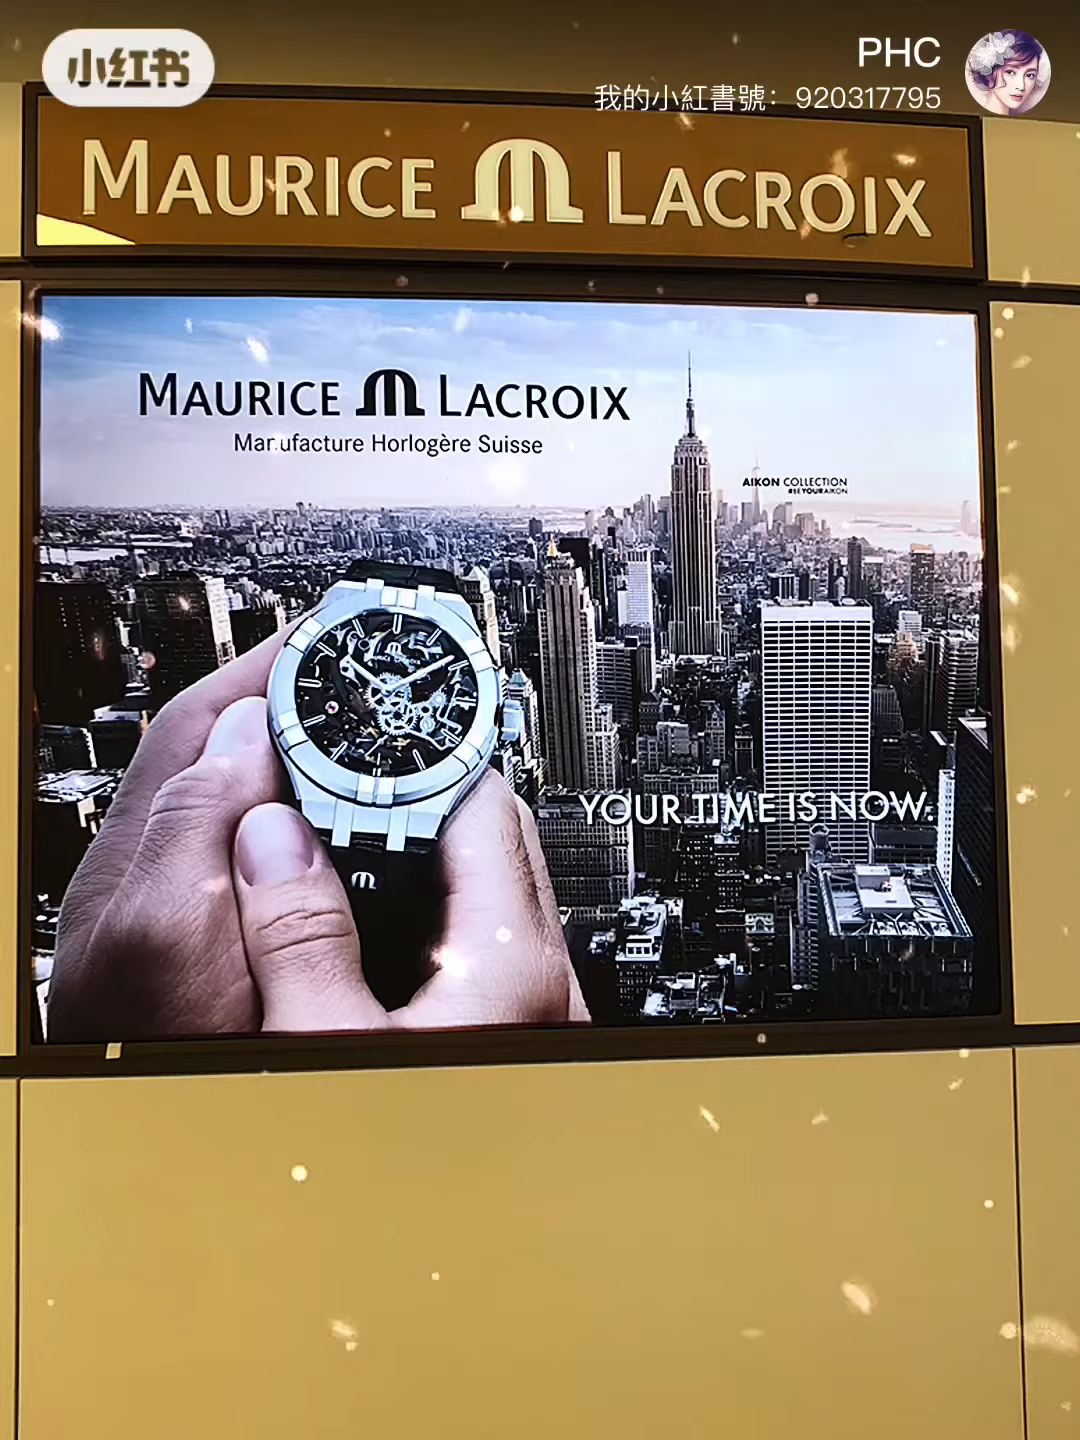 小红书
PHC
我的小紅書號：920317795
MAURICE LACROIX
MAURICE LACROIX
Manufacture Horlogère Suisse
AIKON COLLECTION
#BEYOURAIKON
YOUR TIME IS NOW.